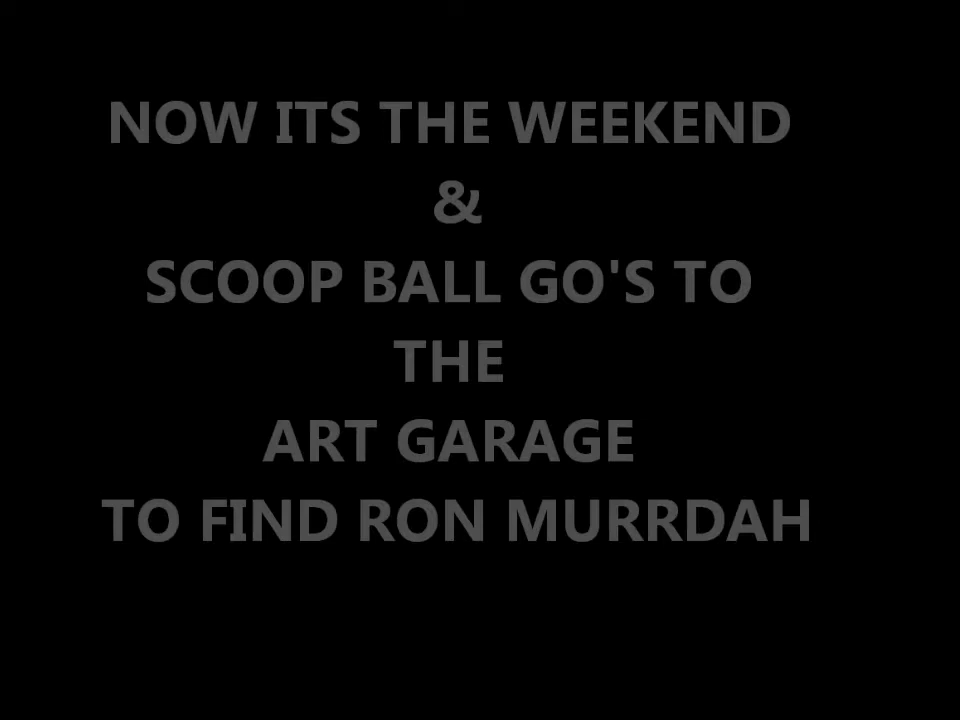 NOW ITS THE WEEKEND
&
SCOOP BALL GO'S TO
THE
ART GARAGE
TO FIND RON MURRDAH